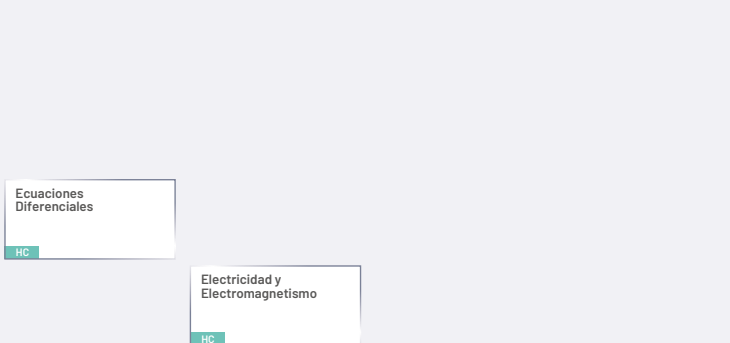 Ecuaciones
Diferenciales
HC
Electricidad y
Electromagnetismo
HC